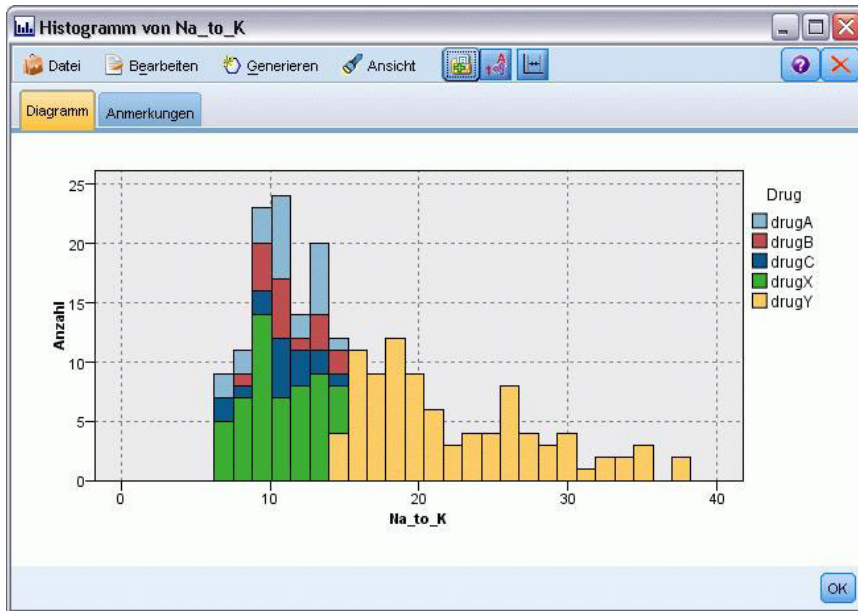 Histogramm von Na_to_K
Datei Bearbeiten Generieren Ansicht
Diagramm Anmerkungen
25
20
15
10
5
0
Anzahl
0 10 20 30 40
Na_to_K
Drug
drugA
drugB
drugC
drugX
drugY
OK